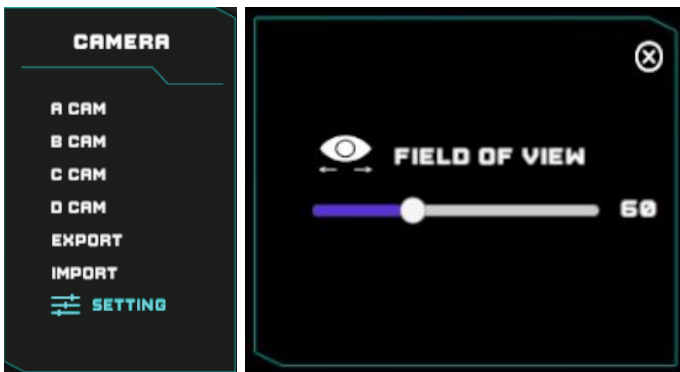 CAMERA
A CAM
B CAM
C CAM
D CAM
EXPORT
IMPORT
SETTING
FIELD OF VIEW
60